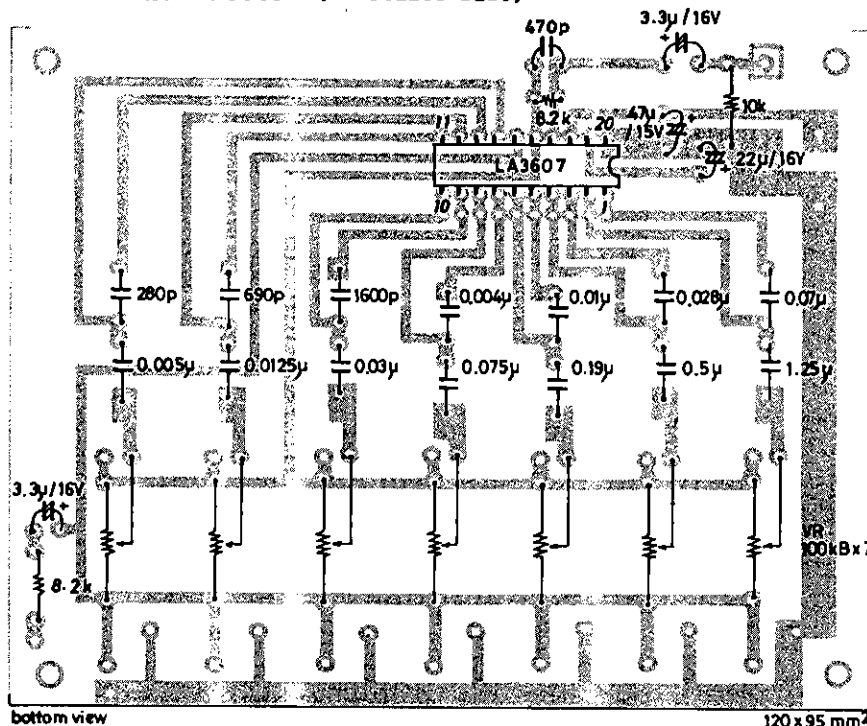 470p
3.3μ/16V
8.2k
47μ
/15V
10k
22μ/16V
11
20
LA3607
10
1
280p
690p
1600p
0.004μ
0.01μ
0.028μ
0.07μ
0.005μ
0.0125μ
0.03μ
0.075μ
0.19μ
0.5μ
1.25μ
3.3μ/16V
8.2k
VR
100kB x 7
bottom view
120 x 95 mm²